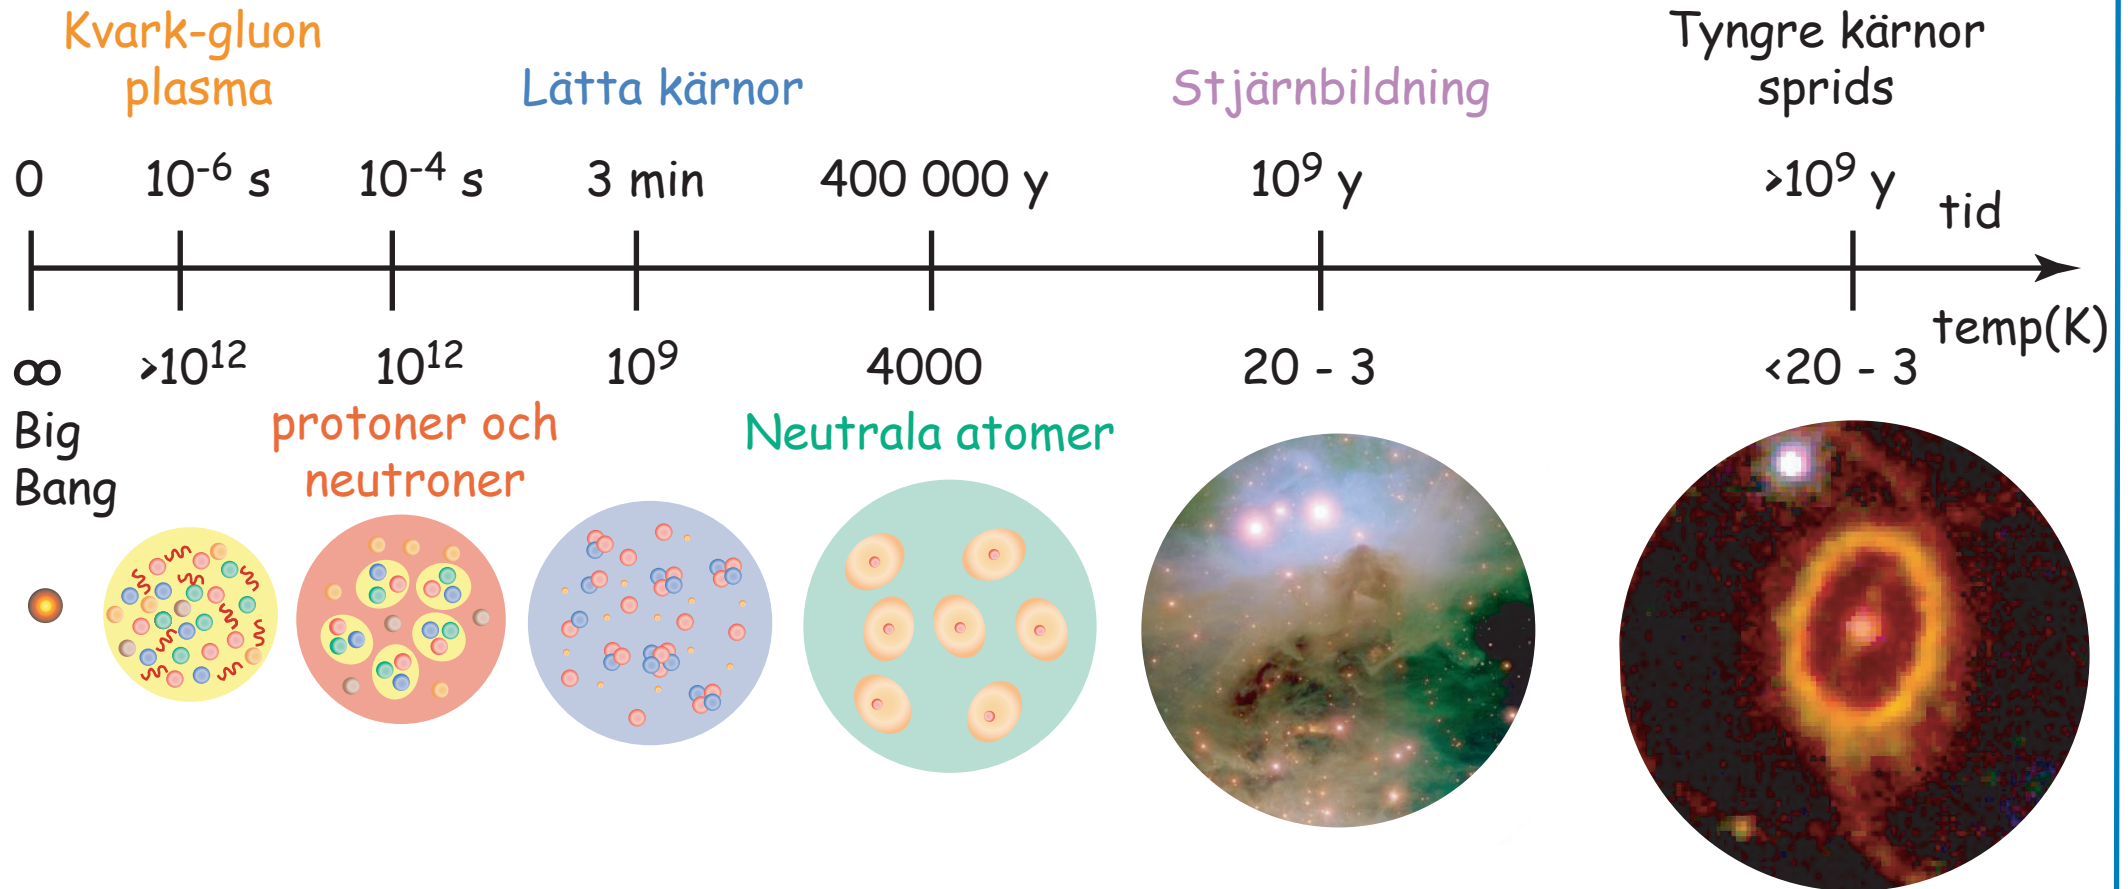 Kvark-gluon
plasma
Lätta kärnor
Stjärnbildning
Tyngre kärnor
sprids
0
10⁻⁶ s
10⁻⁴ s
3 min
400 000 y
10⁹ y
>10⁹ y
tid
∞
>10¹²
10¹²
10⁹
4000
20 - 3
<20 - 3
temp(K)
Big
Bang
protoner och
neutroner
Neutrala atomer